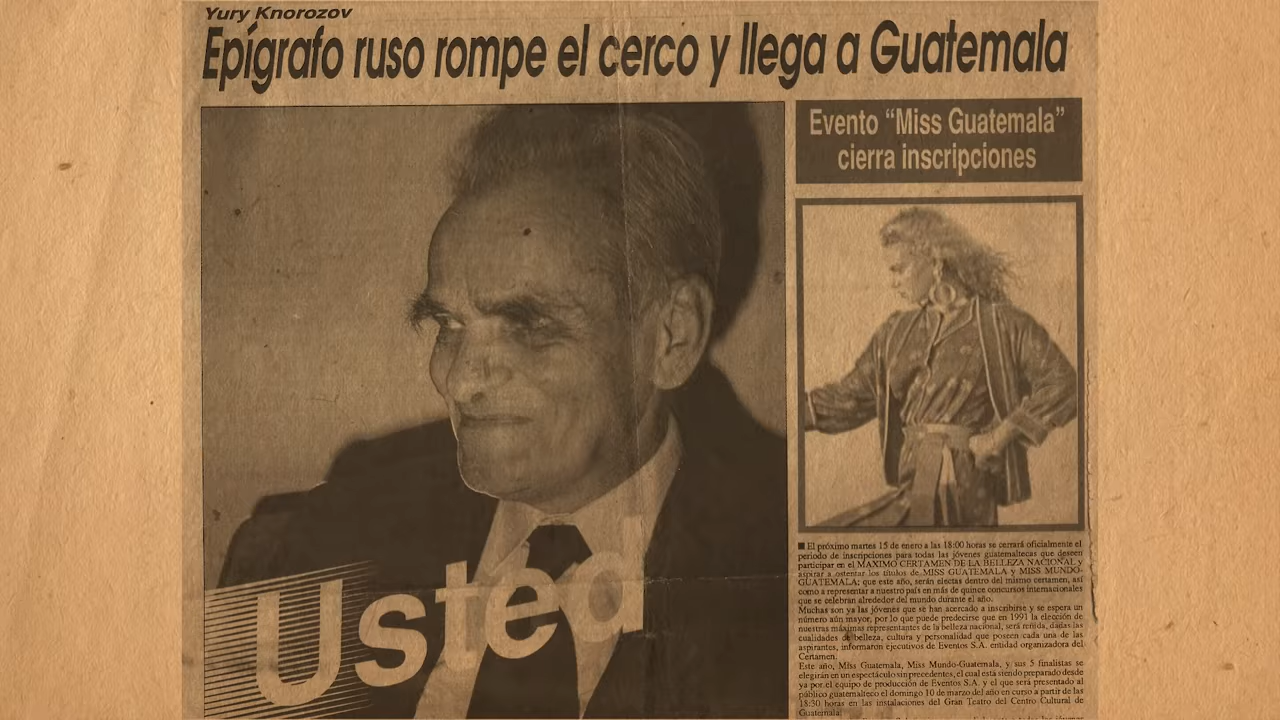 Yury Knorozov
Epígrafo ruso rompe el cerco y llega a Guatemala
Usted
Evento “Miss Guatemala”
cierra inscripciones
■ El próximo martes 15 de enero a las 18:00 horas se cerrará oficialmente el
periodo de inscripciones para todas las jóvenes guatemaltecas que deseen
participar en el MAXIMO CERTAMEN DE LA BELLEZA NACIONAL y
aspirar a ostentar los títulos de MISS GUATEMALA y MISS MUNDO-
GUATEMALA; que este año, serán electas dentro del mismo certamen, así
como a representar a nuestro país en más de quince concursos internacionales
que se celebran alrededor del mundo durante el año.
Muchas son ya las jóvenes que se han acercado a inscribirse y se espera un
número aún mayor, por lo que puede predecirse que en 1991 la elección de
nuestras máximas representantes de la belleza nacional, será reñida, dadas las
cualidades de belleza, cultura y personalidad que poseen cada una de las
aspirantes, informaron ejecutivos de Eventos S.A. entidad organizadora del
Certamen.
Este año, Miss Guatemala, Miss Mundo-Guatemala, y sus 5 finalistas se
elegirán en un espectáculo sin precedentes, el cual está siendo preparado desde
ya por el equipo de producción de Eventos S.A. y el que será presentado al
público guatemalteco el domingo 10 de marzo del año en curso a partir de las
18:30 horas en las instalaciones del Gran Teatro del Centro Cultural de
Guatemala